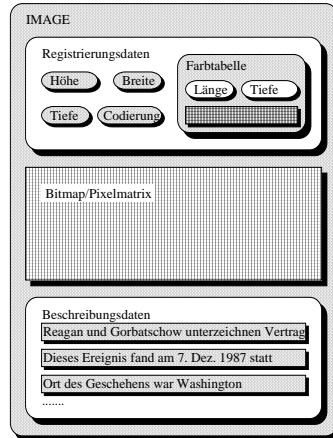 IMAGE
Registrierungsdaten
Höhe Breite
Tiefe Codierung
Farbtabelle
Länge Tiefe
Bitmap/Pixelmatrix
Beschreibungsdaten
Reagan und Gorbatschow unterzeichnen Vertrag
Dieses Ereignis fand am 7. Dez. 1987 statt
Ort des Geschehens war Washington
.......